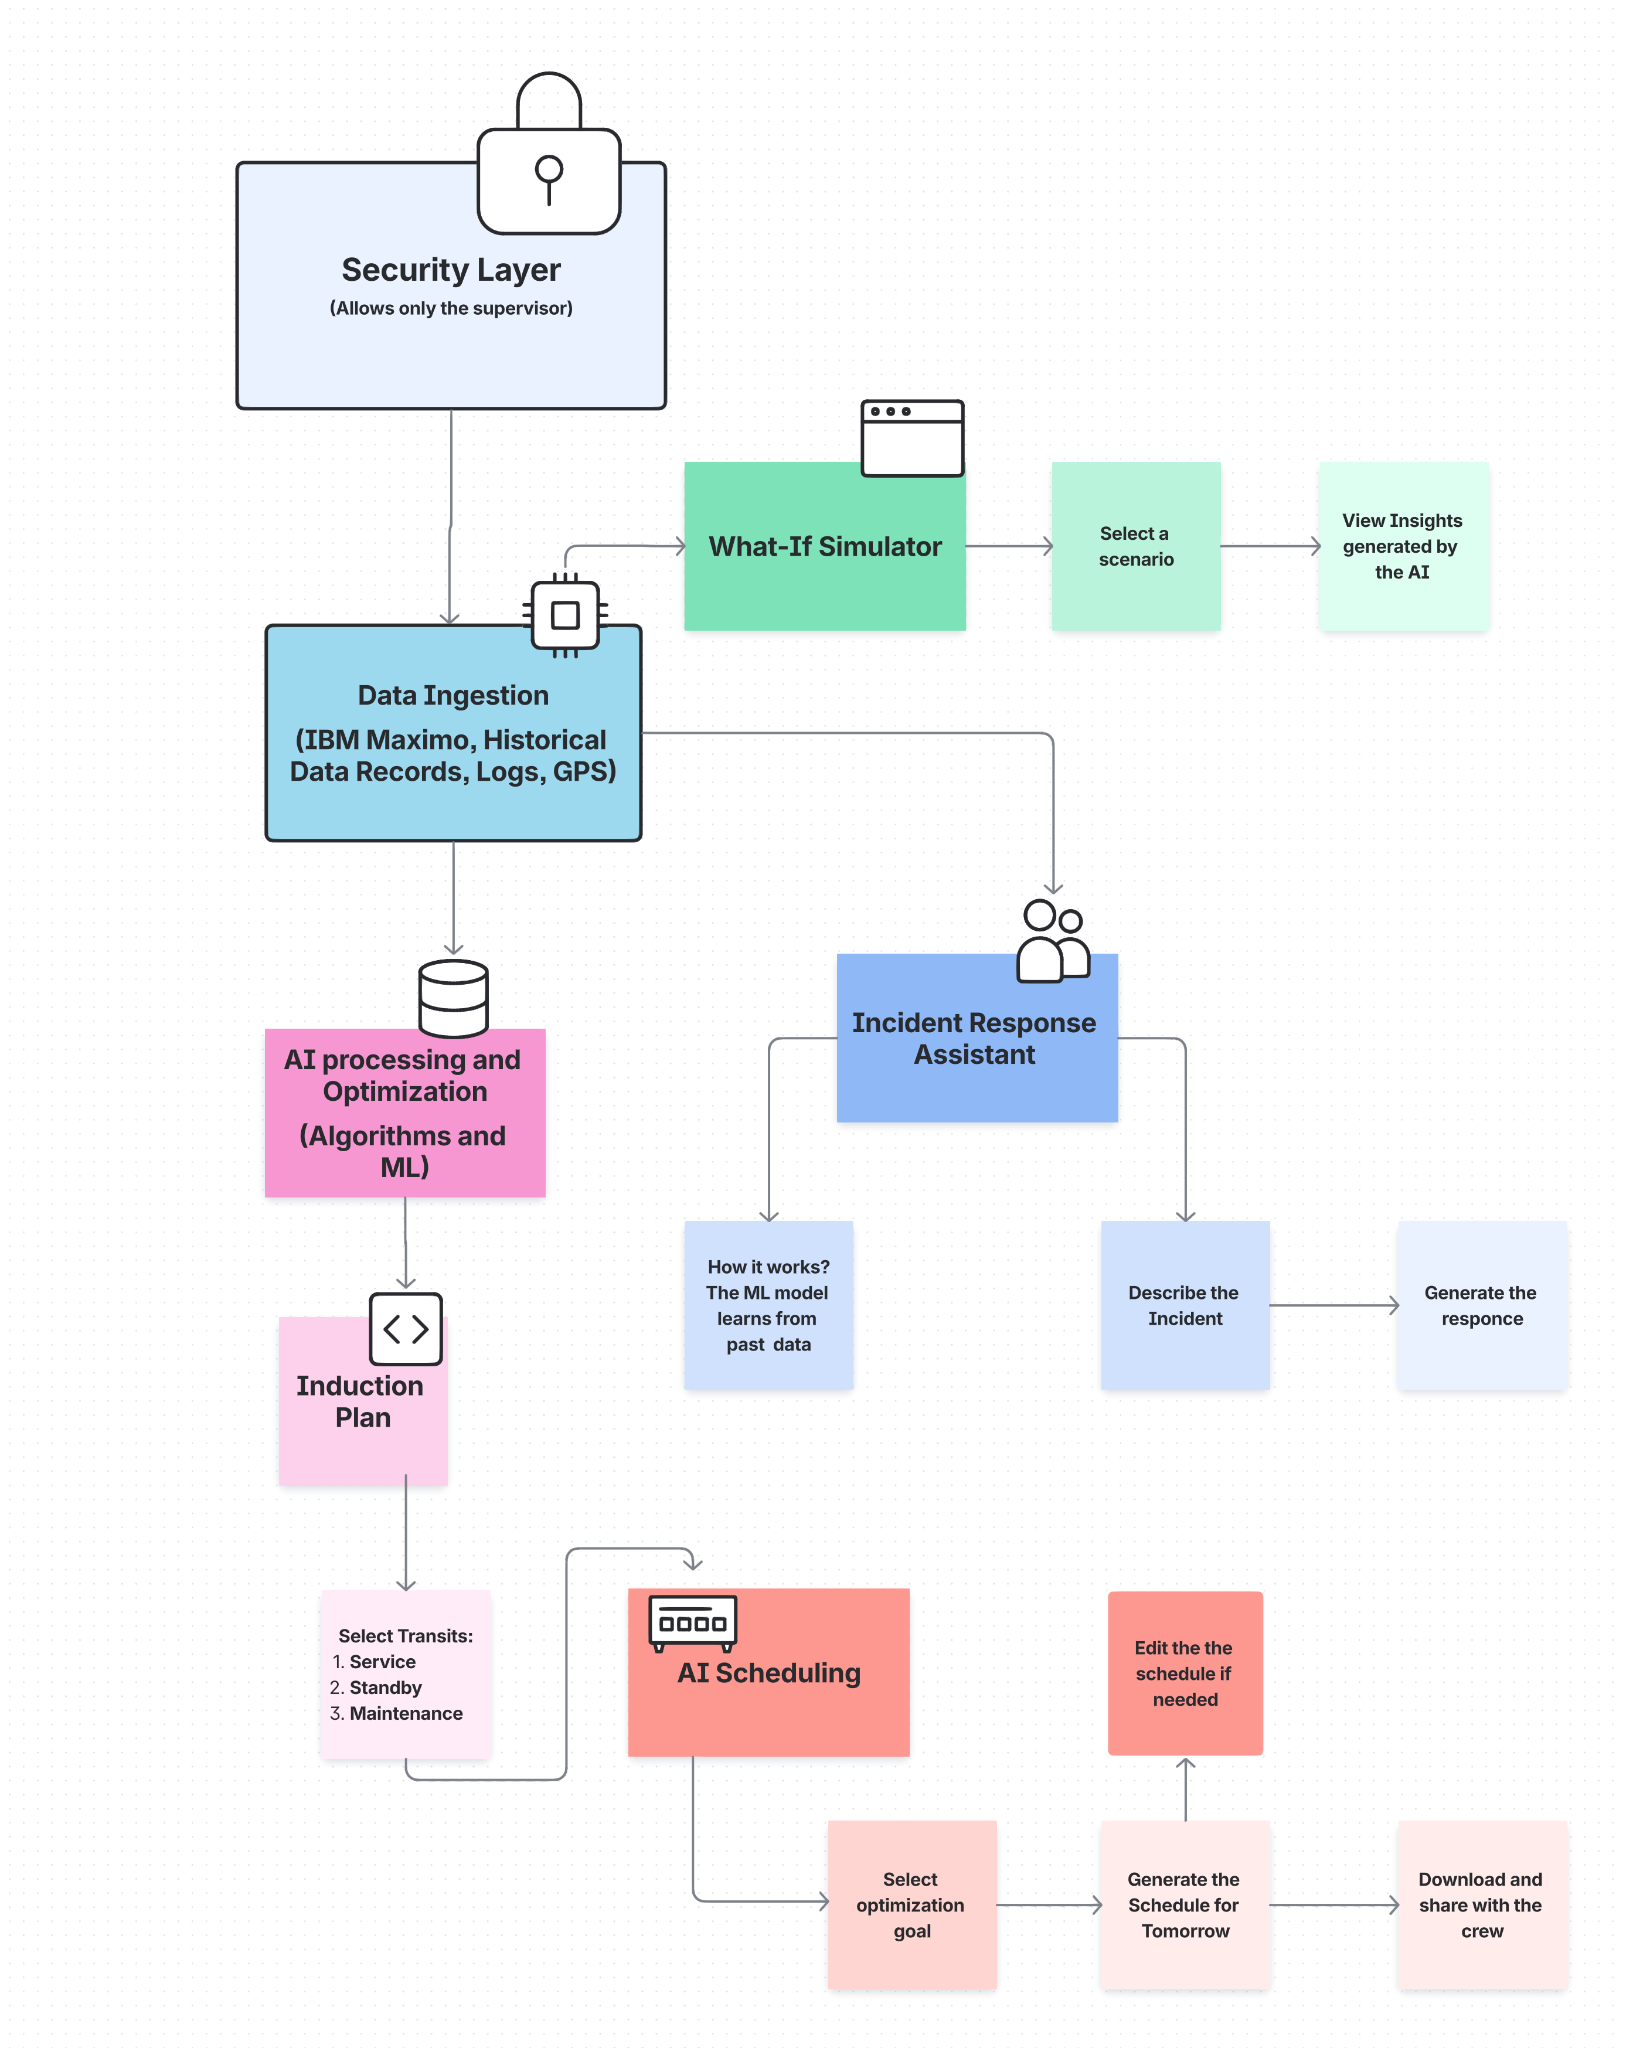 Security Layer
(Allows only the supervisor)
What-If Simulator
Select a
scenario
View Insights
generated by
the AI
Data Ingestion
(IBM Maximo, Historical
Data Records, Logs, GPS)
AI processing and
Optimization
(Algorithms and
ML)
Incident Response
Assistant
How it works?
The ML model
learns from
past data
Describe the
Incident
Generate the
responce
Induction
Plan
Select Transits:
1. Service
2. Standby
3. Maintenance
AI Scheduling
Edit the the
schedule if
needed
Select
optimization
goal
Generate the
Schedule for
Tomorrow
Download and
share with the
crew